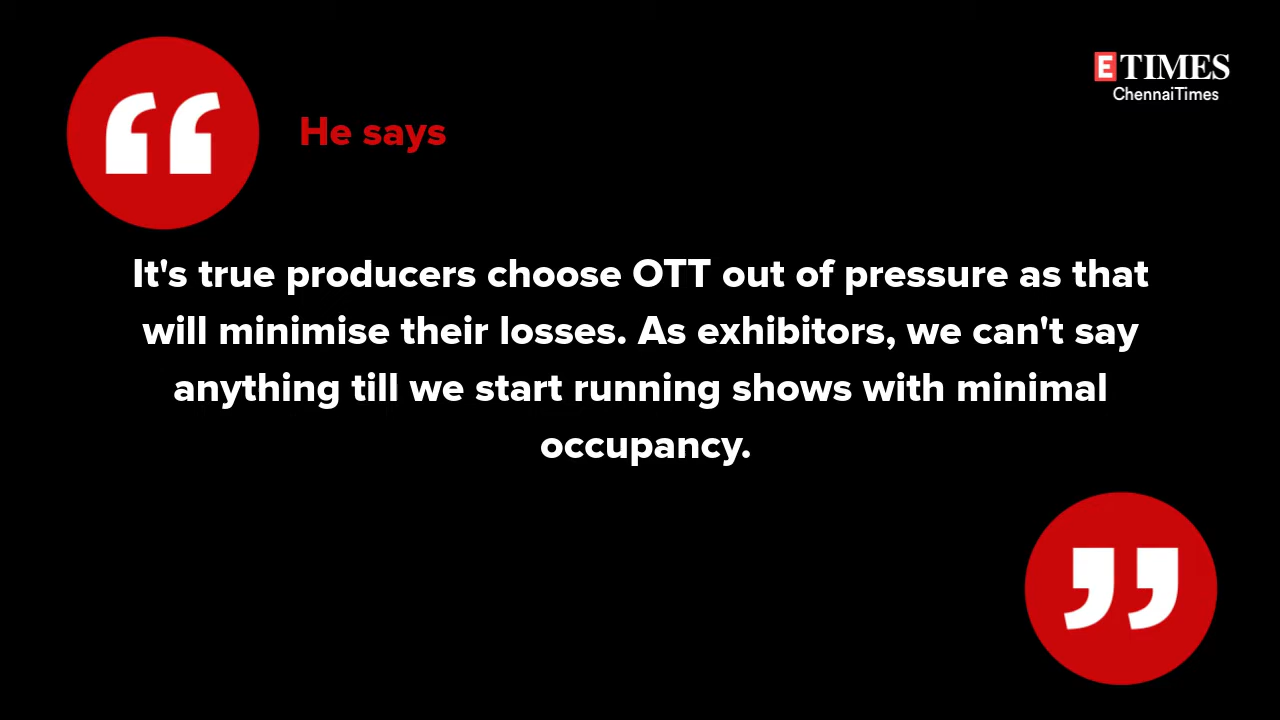 ETIMES
ChennaiTimes
He says
It's true producers choose OTT out of pressure as that
will minimise their losses. As exhibitors, we can't say
anything till we start running shows with minimal
occupancy.